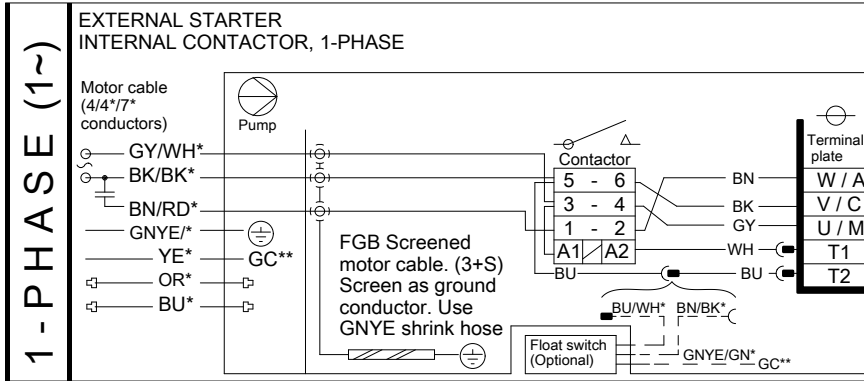 1-PHASE (1~)
EXTERNAL STARTER
INTERNAL CONTACTOR, 1-PHASE
Motor cable
(4/4*/7*
conductors)
Pump
GY/WH*
BK/BK*
BN/RD*
GNYE/*
YE*
GC**
OR*
BU*
FGB Screened
motor cable. (3+S)
Screen as ground
conductor. Use
GNYE shrink hose
Contactor
5 - 6
3 - 4
1 - 2
A1 A2
BU
BN
BK
GY
WH
BU
Terminal
plate
W / A
V / C
U / M
T1
T2
BU/WH* BN/BK*
Float switch
(Optional)
GNYE/GN*
GC**